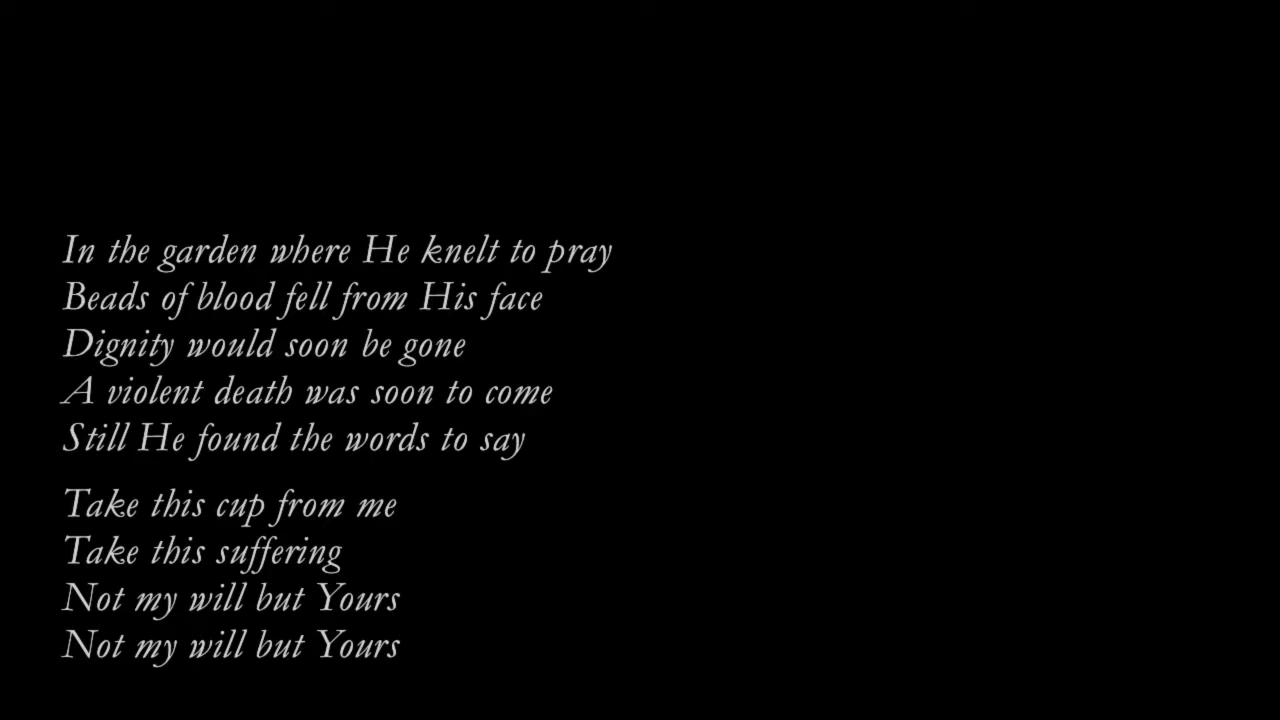 In the garden where He knelt to pray
Beads of blood fell from His face
Dignity would soon be gone
A violent death was soon to come
Still He found the words to say
Take this cup from me
Take this suffering
Not my will but Yours
Not my will but Yours